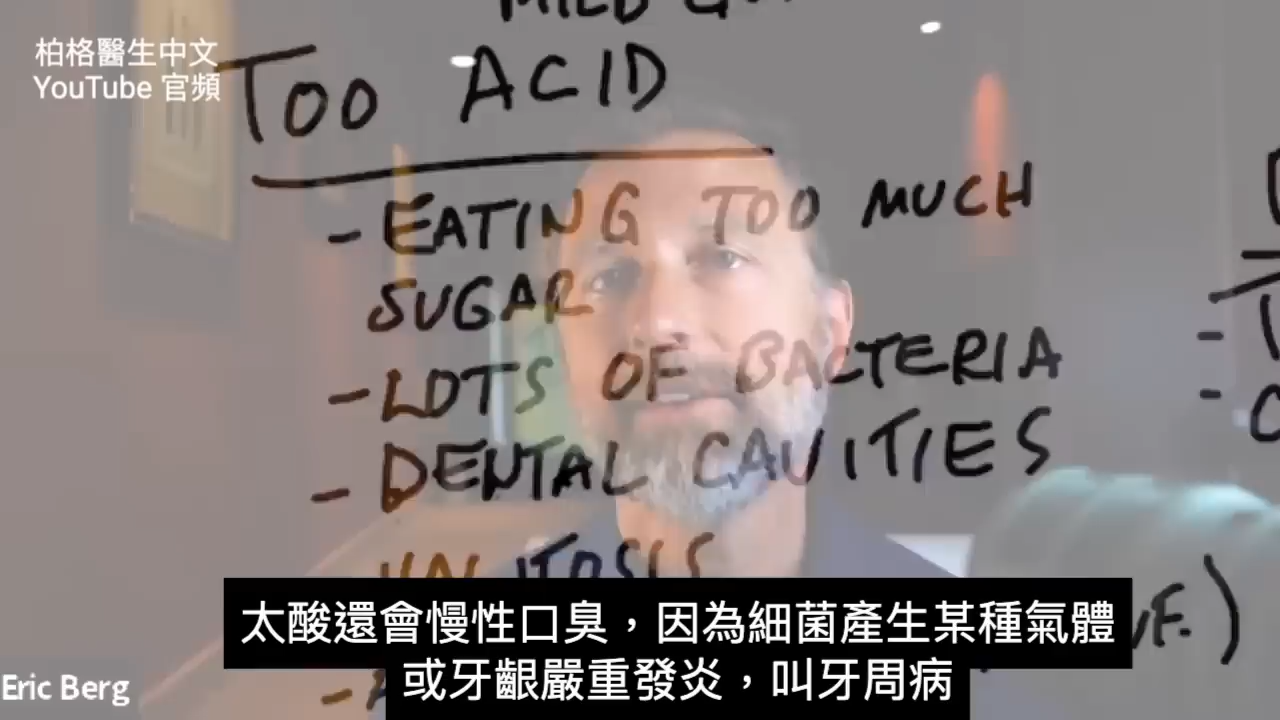 柏格醫生中文
YouTube 官頻
TOO ACID
- EATING TOO MUCH
SUGAR
- LOTS OF BACTERIA
- DENTAL CAVITIES
HALITOSIS
太酸還會慢性口臭，因為細菌產生某種氣體
或牙齦嚴重發炎，叫牙周病
Eric Berg